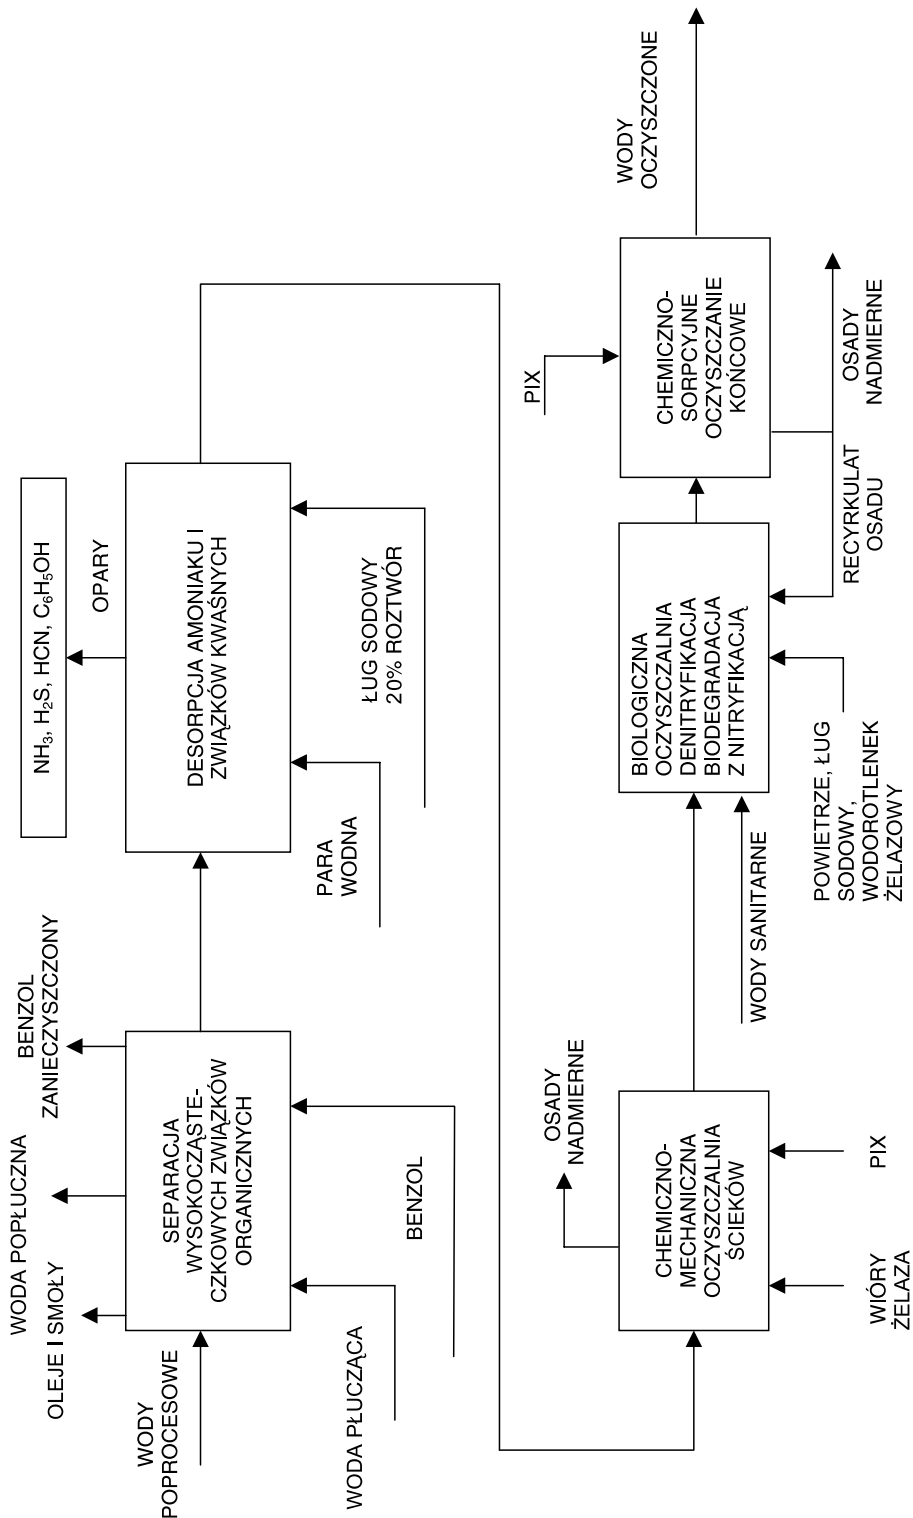 WODY
POPROCESOWE
OLEJE I SMOŁY
WODA POPŁUCZNA
BENZOL
ZANIECZYSZCZONY
SEPARACJA
WYSOKOCZĄSTE-
CZKOWYCH ZWIĄZKÓW
ORGANICZNYCH
WODA PŁUCZĄCA
BENZOL
NH₃, H₂S, HCN, C₆H₅OH
OPARY
DESORPCJA AMONIAKU I
ZWIĄZKÓW KWAŚNYCH
PARA
WODNA
ŁUG SODOWY
20% ROZTWÓR
OSADY
NADMIERNE
CHEMICZNO-
MECHANICZNA
OCZYSZCZALNIA
ŚCIEKÓW
WIÓRY
ŻELAZA
PIX
WODY SANITARNE
BIOLOGICZNA
OCZYSZCZALNIA
DENITRYFIKACJA
BIODEGRADACJA
Z NITRYFIKACJĄ
POWIETRZE, ŁUG
SODOWY,
WODOROTLENEK
ŻELAZOWY
RECYRKULAT
OSADU
PIX
CHEMICZNO-
SORPCYJNE
OCZYSZCZANIE
KOŃCOWE
OSADY
NADMIERNE
WODY
OCZYSZCZONE